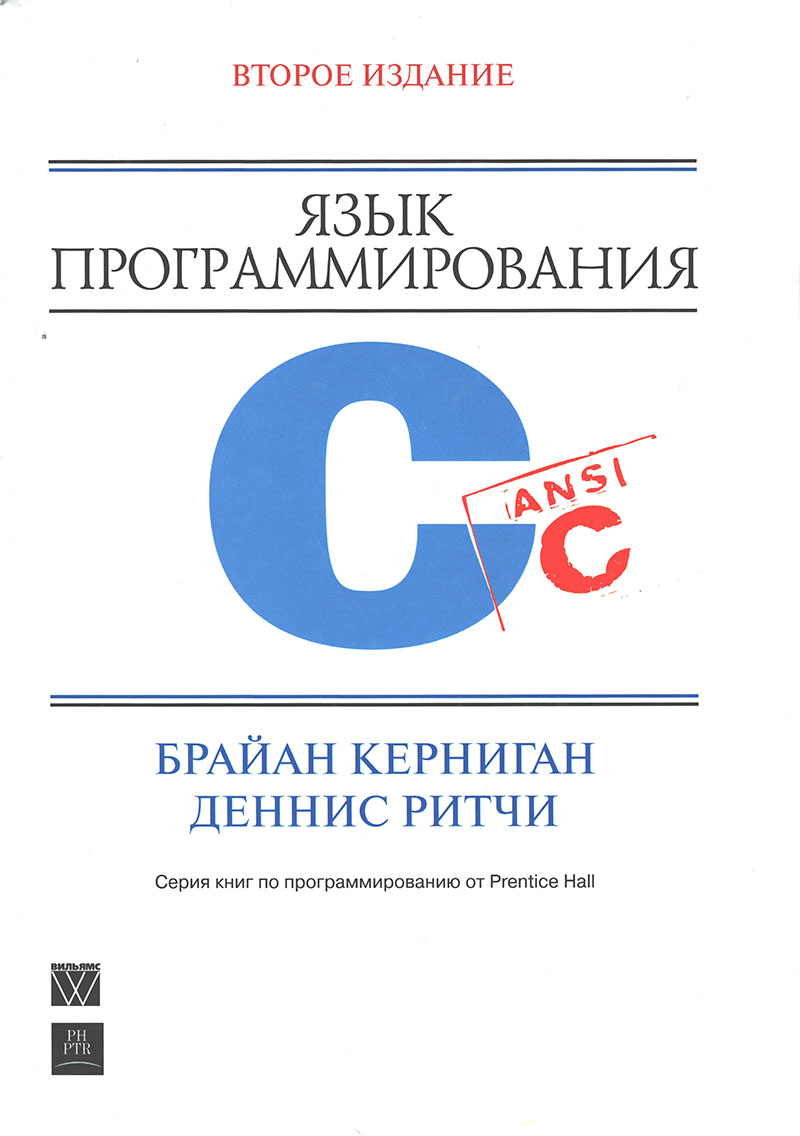 ВТОРОЕ ИЗДАНИЕ
ЯЗЫК
ПРОГРАММИРОВАНИЯ
C
ANSI
C
БРАЙАН КЕРНИГАН
ДЕННИС РИТЧИ
Серия книг по программированию от Prentice Hall
ВИЛЬЯМС
W
PH
PTR